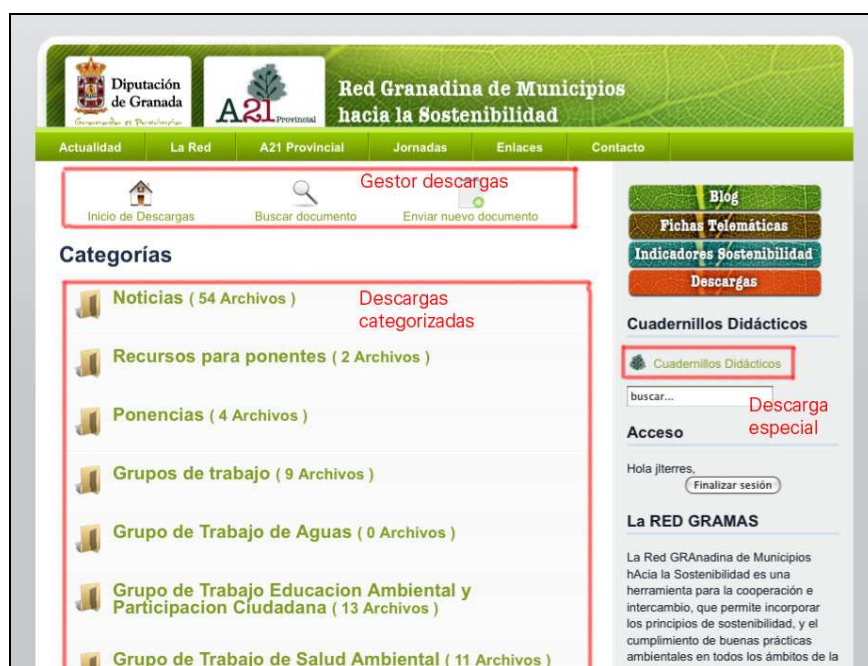 Diputación
de Granada
Granada es Provincia
A21 Provincial
Red Granadina de Municipios
hacia la Sostenibilidad
Actualidad La Red A21 Provincial Jornadas Enlaces Contacto
Gestor descargas
Inicio de Descargas Buscar documento Enviar nuevo documento
Categorías
Noticias ( 54 Archivos )
Descargas
categorizadas
Recursos para ponentes ( 2 Archivos )
Ponencias ( 4 Archivos )
Grupos de trabajo ( 9 Archivos )
Grupo de Trabajo de Aguas ( 0 Archivos )
Grupo de Trabajo Educacion Ambiental y
Participacion Ciudadana ( 13 Archivos )
Grupo de Trabajo de Salud Ambiental ( 11 Archivos )
Blog
Fichas Telemáticas
Indicadores Sostenibilidad
Descargas
Cuadernillos Didácticos
Cuadernillos Didácticos
buscar...
Descarga
especial
Acceso
Hola jlterres,
Finalizar sesión
La RED GRAMAS
La Red GRAnadina de Municipios
hAcia la Sostenibilidad es una
herramienta para la cooperación e
intercambio, que permite incorporar
los principios de sostenibilidad, y el
cumplimiento de buenas prácticas
ambientales en todos los ámbitos de la